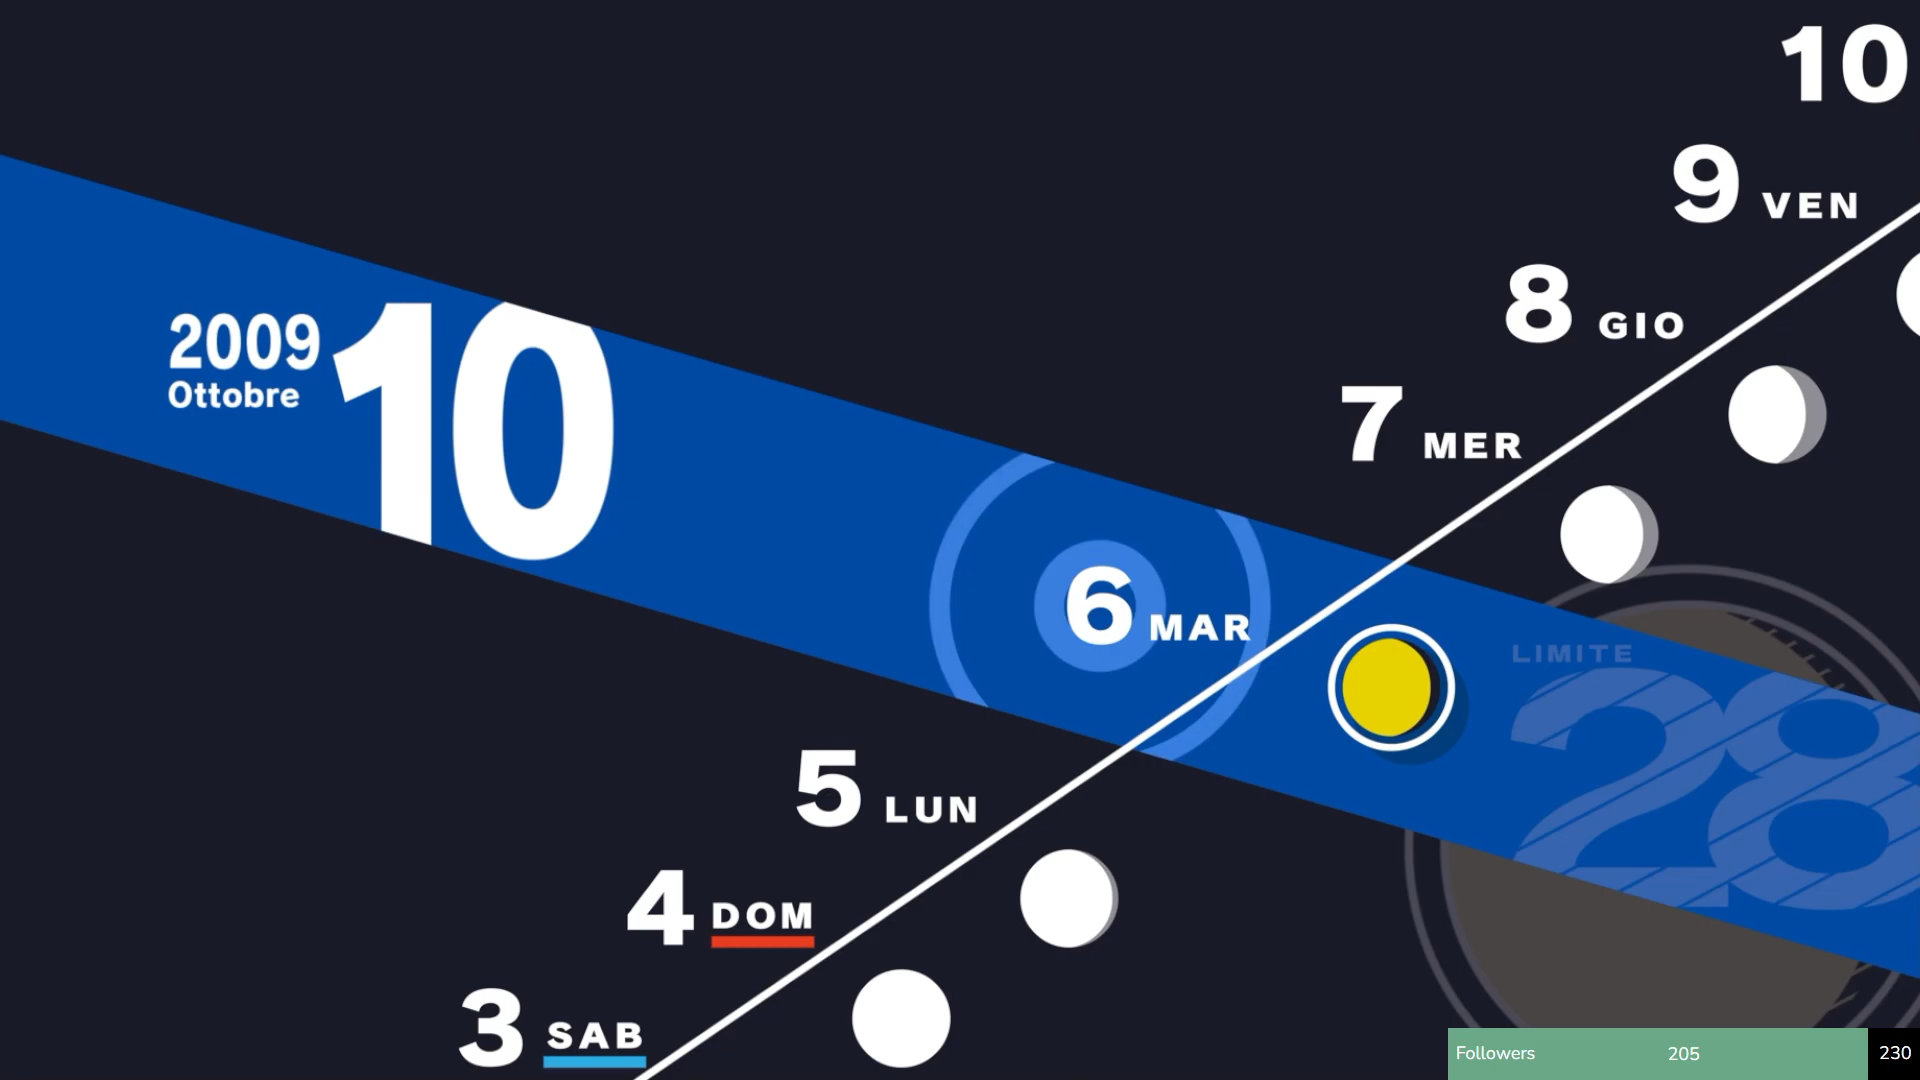 10
9 VEN
8 GIO
2009
Ottobre
10
7 MER
6 MAR
LIMITE
28
5 LUN
4 DOM
3 SAB
Followers 205 230